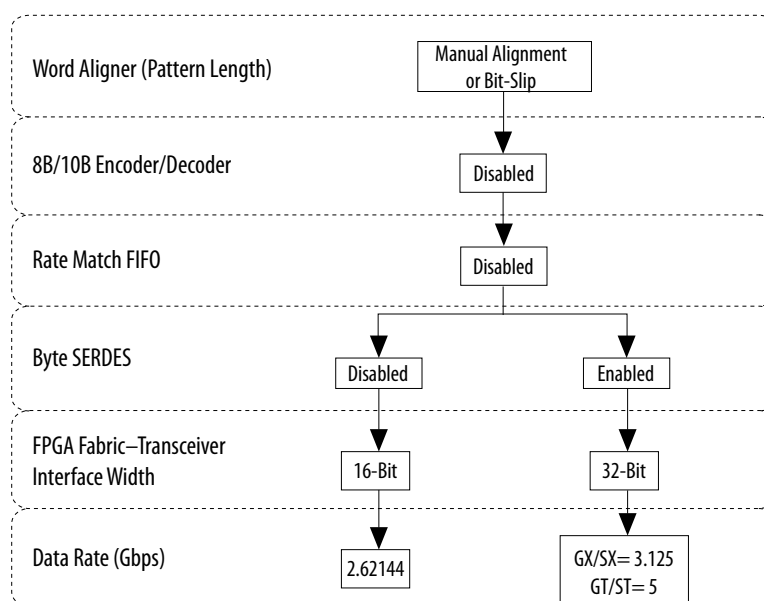 Word Aligner (Pattern Length)
Manual Alignment
or Bit-Slip
8B/10B Encoder/Decoder
Disabled
Rate Match FIFO
Disabled
Byte SERDES
Disabled
Enabled
FPGA Fabric–Transceiver
Interface Width
16-Bit
32-Bit
Data Rate (Gbps)
2.62144
GX/SX= 3.125
GT/ST= 5